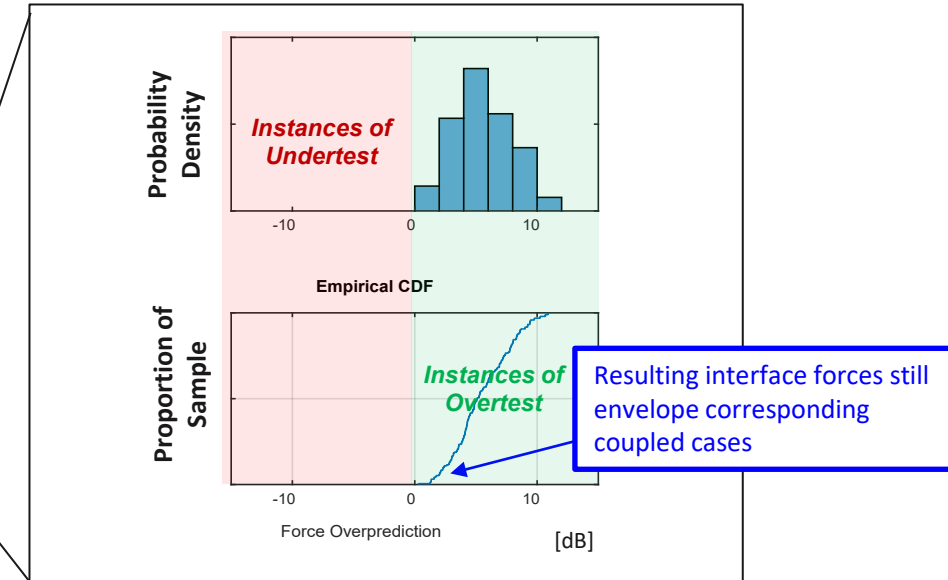 Probability
Density
Instances of
Undertest
-10
0
10
Empirical CDF
Proportion of
Sample
Instances of
Overtest
Resulting interface forces still
envelope corresponding
coupled cases
-10
0
10
Force Overprediction
[dB]